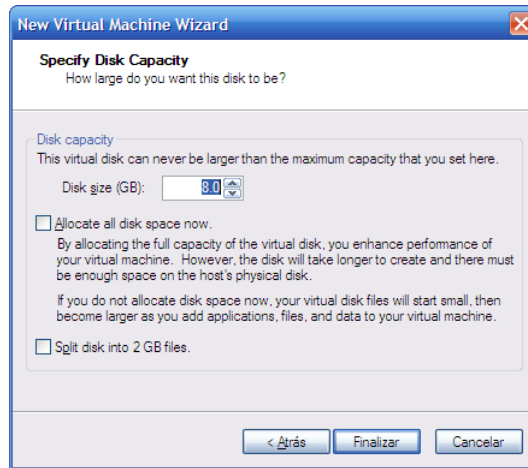 New Virtual Machine Wizard
Specify Disk Capacity
How large do you want this disk to be?
Disk capacity
This virtual disk can never be larger than the maximum capacity that you set here.
Disk size (GB): 8.0
Allocate all disk space now.
By allocating the full capacity of the virtual disk, you enhance performance of
your virtual machine. However, the disk will take longer to create and there must
be enough space on the host's physical disk.
If you do not allocate disk space now, your virtual disk files will start small, then
become larger as you add applications, files, and data to your virtual machine.
Split disk into 2 GB files.
< Atrás Finalizar Cancelar